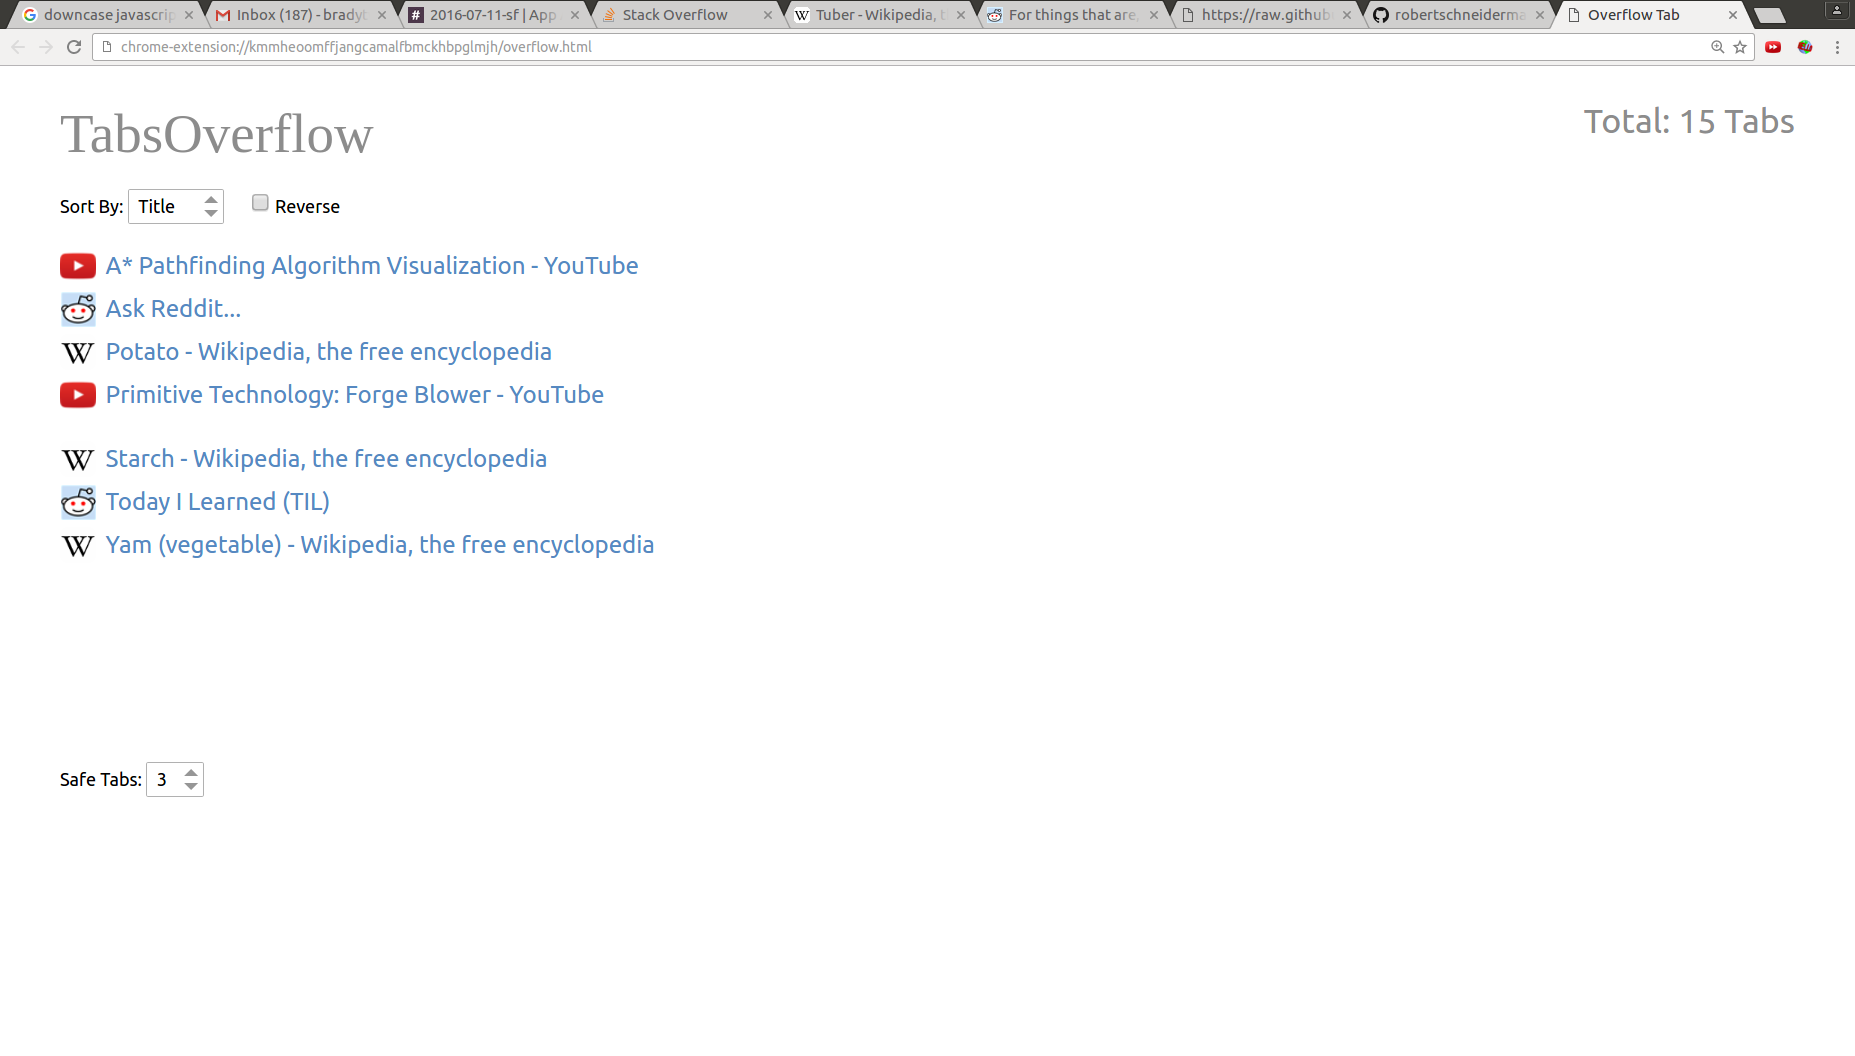 downcase javascrip
Inbox (187) - bradyt
2016-07-11-sf | App
Stack Overflow
Tuber - Wikipedia, t
For things that are,
https://raw.githubu
robertschneiderma
Overflow Tab
chrome-extension://kmmheoomffjangcamalfbmckhbpglmjh/overflow.html
TabsOverflow
Total: 15 Tabs
Sort By: Title Reverse
A* Pathfinding Algorithm Visualization - YouTube
Ask Reddit...
Potato - Wikipedia, the free encyclopedia
Primitive Technology: Forge Blower - YouTube
Starch - Wikipedia, the free encyclopedia
Today I Learned (TIL)
Yam (vegetable) - Wikipedia, the free encyclopedia
Safe Tabs: 3